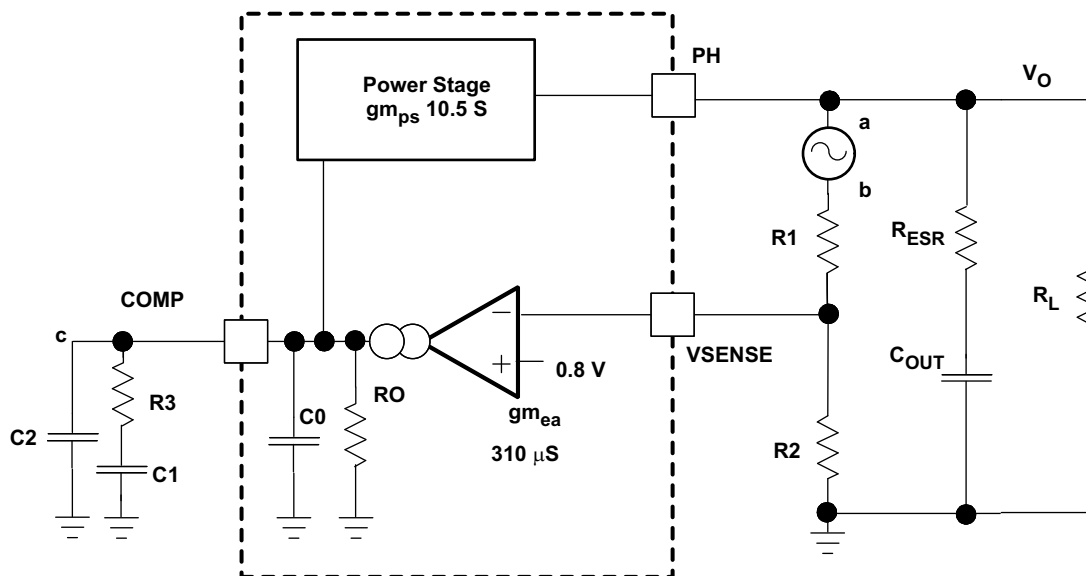 PH
Power Stage
gmps 10.5 S
VO
a
b
R1
RESR
RL
COMP
c
R3
C2
C1
C0
RO
−
+
0.8 V
VSENSE
gmea
310 μS
COUT
R2